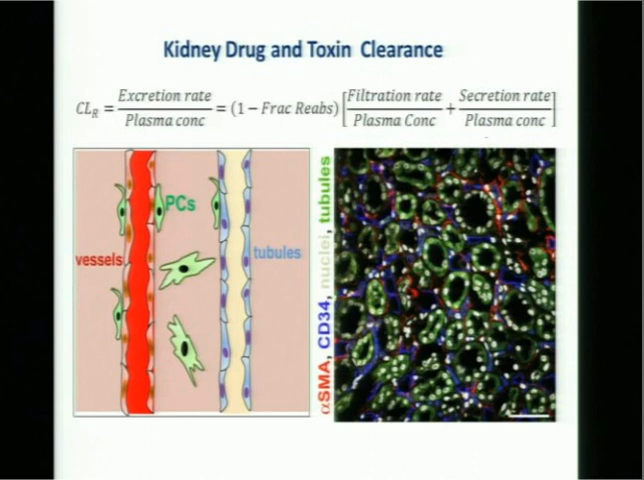 Kidney Drug and Toxin Clearance
CL_R = Excretion rate / Plasma conc = (1 − Frac Reabs) [Filtration rate / Plasma Conc + Secretion rate / Plasma conc]
PCs
vessels
tubules
αSMA, CD34, nuclei, tubules